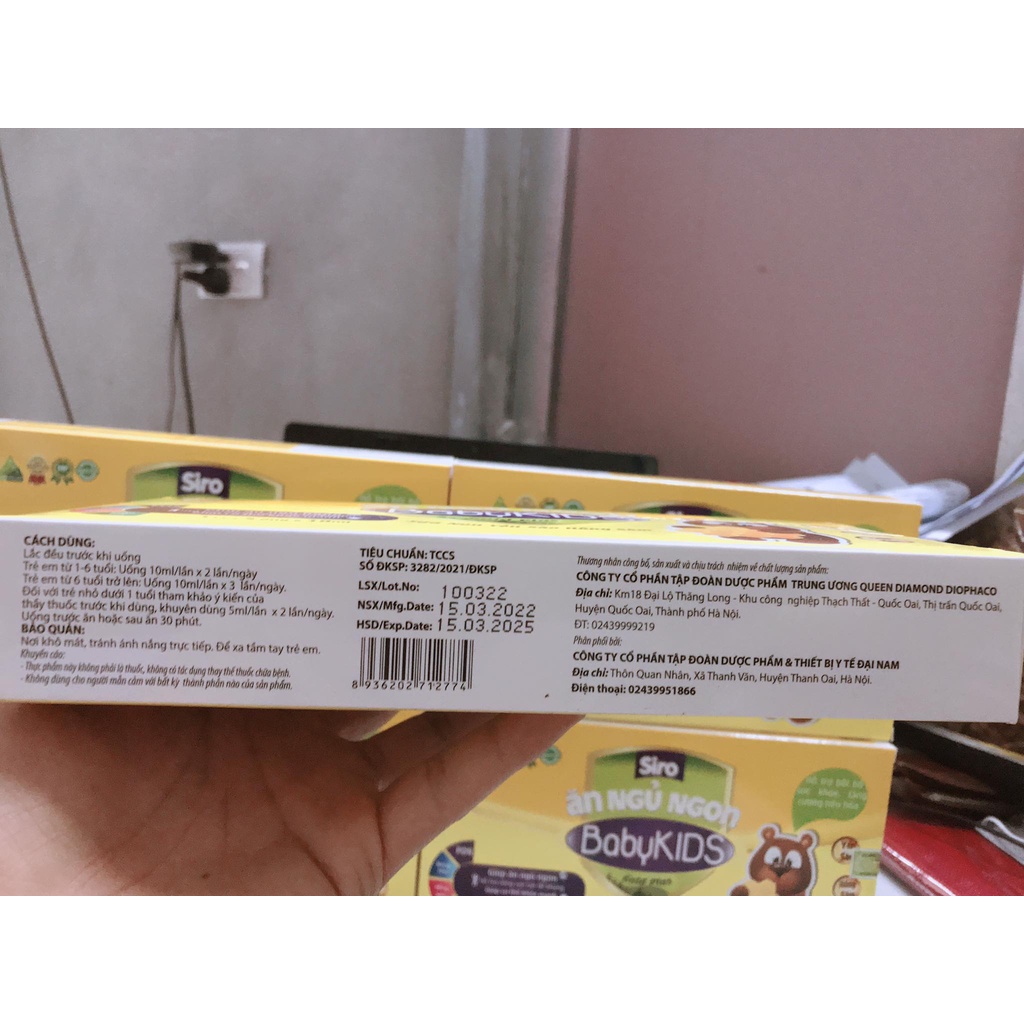 Siro
CÁCH DÙNG:
Lắc đều trước khi uống
Trẻ em từ 1-6 tuổi: Uống 10ml/lần x 2 lần/ngày
Trẻ em từ 6 tuổi trở lên: Uống 10ml/lần x 3 lần/ngày.
Đối với trẻ nhỏ dưới 1 tuổi tham khảo ý kiến của
thầy thuốc trước khi dùng, khuyên dùng 5ml/lần x 2 lần/ngày.
Uống trước ăn hoặc sau ăn 30 phút.
BẢO QUẢN:
Nơi khô mát, tránh ánh nắng trực tiếp. Để xa tầm tay trẻ em.
Khuyến cáo:
- Thực phẩm này không phải là thuốc, không có tác dụng thay thế thuốc chữa bệnh.
- Không dùng cho người mẫn cảm với bất kỳ thành phần nào của sản phẩm.
TIÊU CHUẨN: TCCS
SỐ ĐKSP: 3282/2021/ĐKSP
LSX/Lot.No: 100322
NSX/Mfg.Date: 15.03.2022
HSD/Exp.Date: 15.03.2025
8 936202 712774
Thương nhân công bố, sản xuất và chịu trách nhiệm về chất lượng sản phẩm:
CÔNG TY CỔ PHẦN TẬP ĐOÀN DƯỢC PHẨM TRUNG ƯƠNG QUEEN DIAMOND DIOPHACO
Địa chỉ: Km18 Đại Lộ Thăng Long - Khu công nghiệp Thạch Thất - Quốc Oai, Thị trấn Quốc Oai,
Huyện Quốc Oai, Thành phố Hà Nội.
ĐT: 02439999219
Phân phối bởi:
CÔNG TY CỔ PHẦN TẬP ĐOÀN DƯỢC PHẨM & THIẾT BỊ Y TẾ ĐẠI NAM
Địa chỉ: Thôn Quan Nhân, Xã Thanh Văn, Huyện Thanh Oai, Hà Nội.
Điện thoại: 02439951866
Siro
ăn NGỦ NGON
BabyKIDS
Giúp ăn ngủ ngon